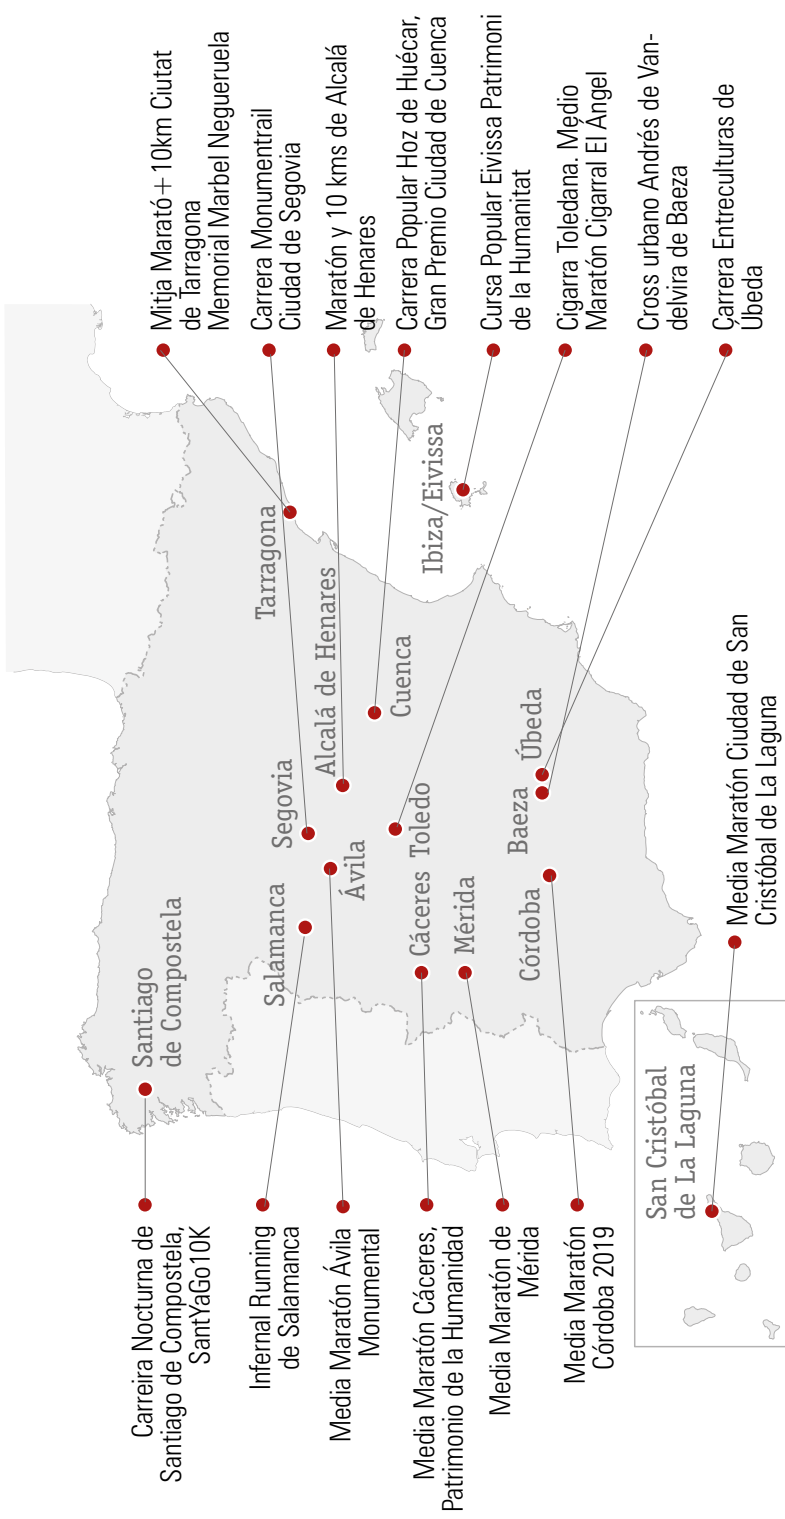 Carreira Nocturna de
Santiago de Compostela,
SantYaGo10K
Infernal Running
de Salamanca
Media Maratón Ávila
Monumental
Media Maratón Cáceres,
Patrimonio de la Humanidad
Media Maratón de
Mérida
Media Maratón
Córdoba 2019
Santiago
de Compostela
Salamanca
Ávila
Segovia
Alcalá de Henares
Tarragona
Cuenca
Toledo
Cáceres
Mérida
Córdoba
Baeza
Úbeda
Ibiza/Eivissa
San Cristóbal
de La Laguna
Mitja Marató+10km Ciutat
de Tarragona
Memorial Marbel Negueruela
Carrera Monumentrail
Ciudad de Segovia
Maratón y 10 kms de Alcalá
de Henares
Carrera Popular Hoz de Huécar,
Gran Premio Ciudad de Cuenca
Cursa Popular Eivissa Patrimoni
de la Humanitat
Cigarra Toledana. Medio
Maratón Cigarral El Ángel
Cross urbano Andrés de Van-
delvira de Baeza
Carrera Entreculturas de
Úbeda
Media Maratón Ciudad de San
Cristóbal de La Laguna